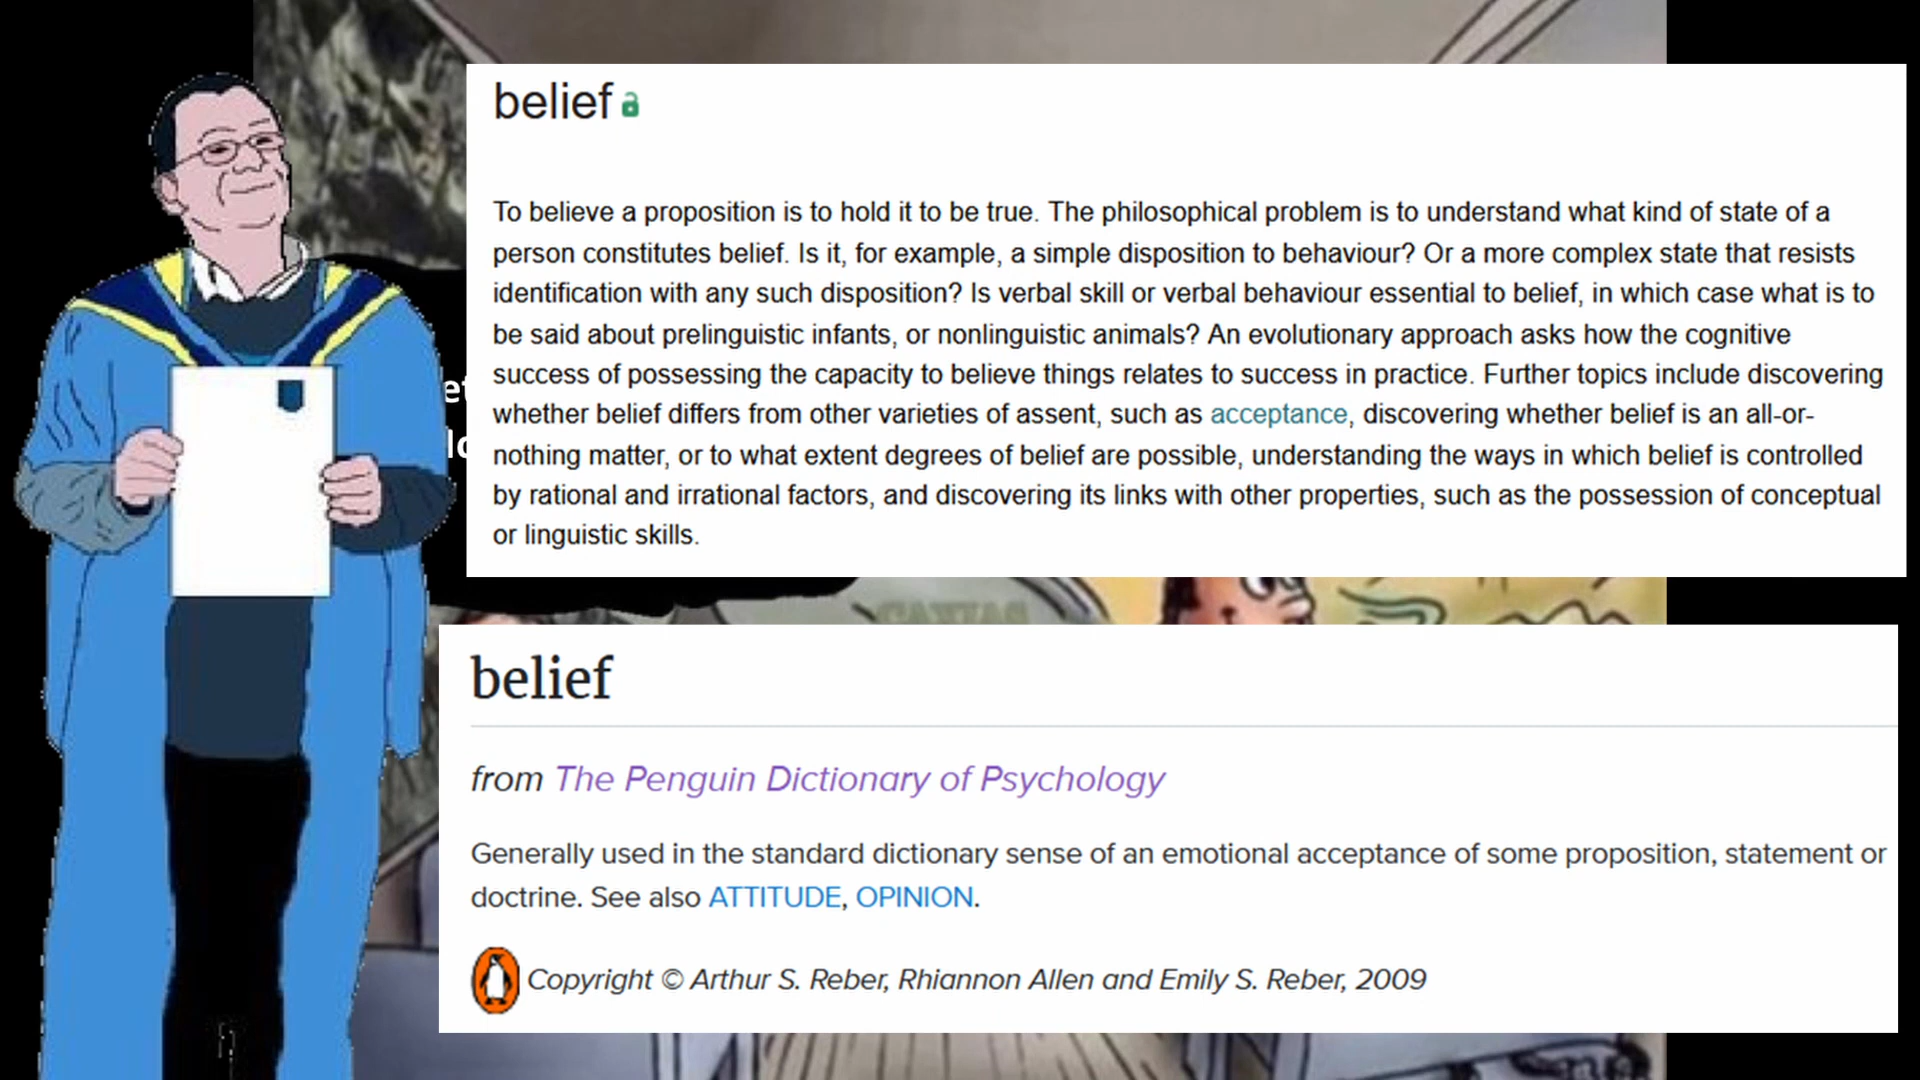 belief
To believe a proposition is to hold it to be true. The philosophical problem is to understand what kind of state of a
person constitutes belief. Is it, for example, a simple disposition to behaviour? Or a more complex state that resists
identification with any such disposition? Is verbal skill or verbal behaviour essential to belief, in which case what is to
be said about prelinguistic infants, or nonlinguistic animals? An evolutionary approach asks how the cognitive
success of possessing the capacity to believe things relates to success in practice. Further topics include discovering
whether belief differs from other varieties of assent, such as acceptance, discovering whether belief is an all-or-
nothing matter, or to what extent degrees of belief are possible, understanding the ways in which belief is controlled
by rational and irrational factors, and discovering its links with other properties, such as the possession of conceptual
or linguistic skills.
belief
from The Penguin Dictionary of Psychology
Generally used in the standard dictionary sense of an emotional acceptance of some proposition, statement or
doctrine. See also ATTITUDE, OPINION.
Copyright © Arthur S. Reber, Rhiannon Allen and Emily S. Reber, 2009